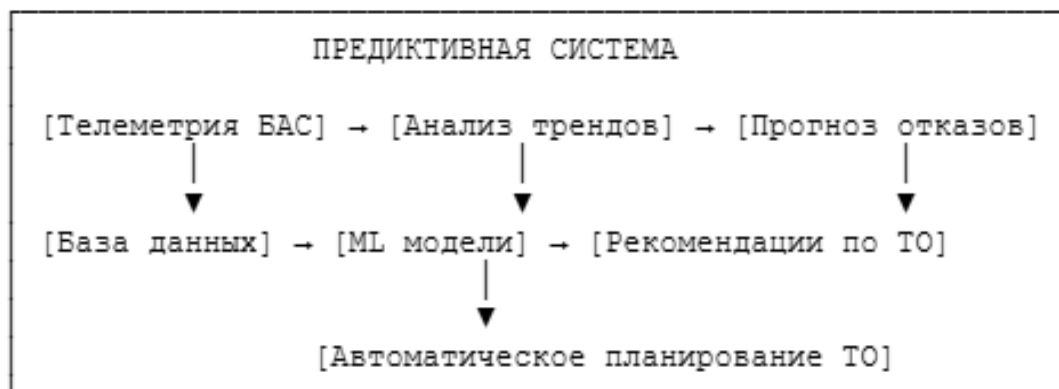 ПРЕДИКТИВНАЯ СИСТЕМА
[Телеметрия БАС] → [Анализ трендов] → [Прогноз отказов]
[База данных] → [ML модели] → [Рекомендации по ТО]
[Автоматическое планирование ТО]